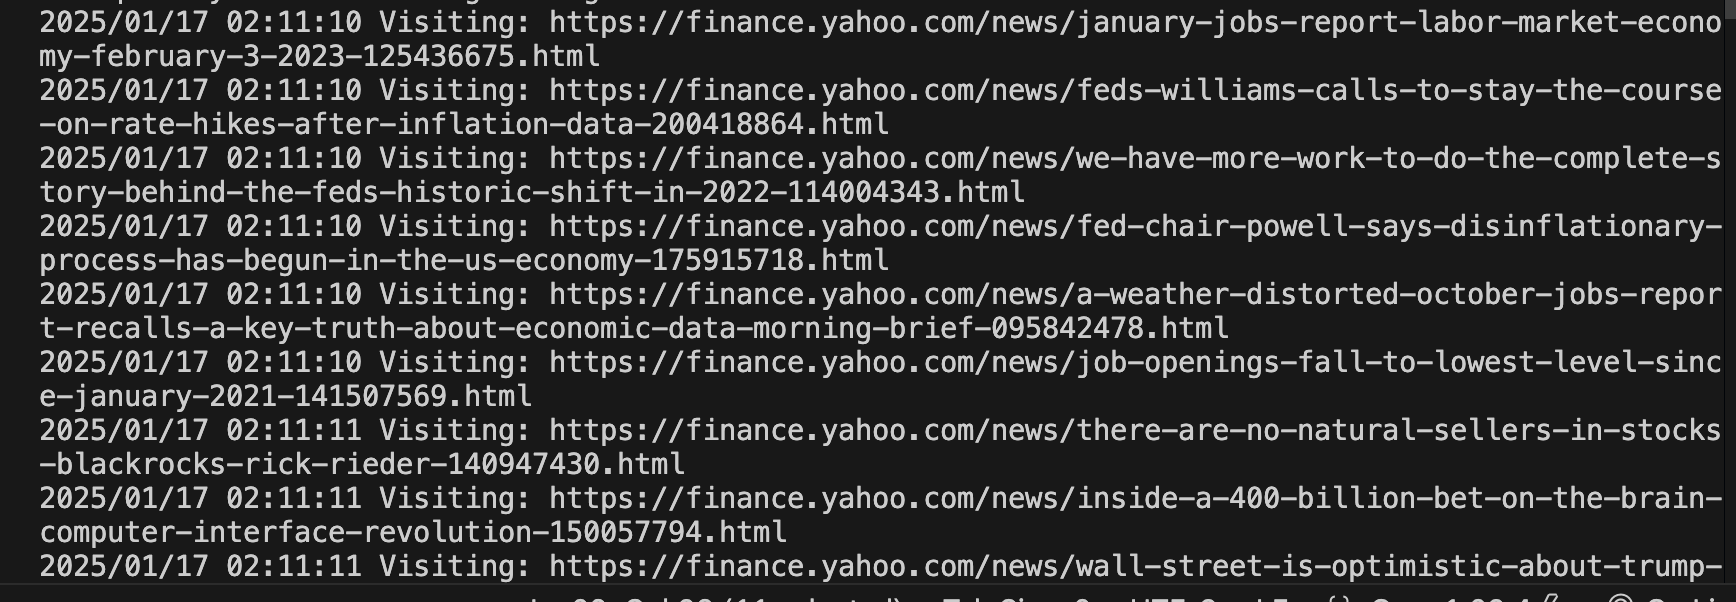 2025/01/17 02:11:10 Visiting: https://finance.yahoo.com/news/january-jobs-report-labor-market-econo
my-february-3-2023-125436675.html
2025/01/17 02:11:10 Visiting: https://finance.yahoo.com/news/feds-williams-calls-to-stay-the-course
-on-rate-hikes-after-inflation-data-200418864.html
2025/01/17 02:11:10 Visiting: https://finance.yahoo.com/news/we-have-more-work-to-do-the-complete-s
tory-behind-the-feds-historic-shift-in-2022-114004343.html
2025/01/17 02:11:10 Visiting: https://finance.yahoo.com/news/fed-chair-powell-says-disinflationary-
process-has-begun-in-the-us-economy-175915718.html
2025/01/17 02:11:10 Visiting: https://finance.yahoo.com/news/a-weather-distorted-october-jobs-repor
t-recalls-a-key-truth-about-economic-data-morning-brief-095842478.html
2025/01/17 02:11:10 Visiting: https://finance.yahoo.com/news/job-openings-fall-to-lowest-level-sinc
e-january-2021-141507569.html
2025/01/17 02:11:11 Visiting: https://finance.yahoo.com/news/there-are-no-natural-sellers-in-stocks
-blackrocks-rick-rieder-140947430.html
2025/01/17 02:11:11 Visiting: https://finance.yahoo.com/news/inside-a-400-billion-bet-on-the-brain-
computer-interface-revolution-150057794.html
2025/01/17 02:11:11 Visiting: https://finance.yahoo.com/news/wall-street-is-optimistic-about-trump-